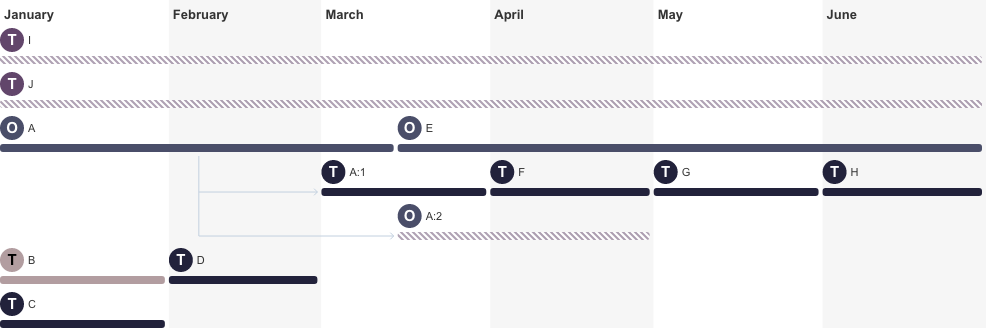 January February March April May June
T I
T J
O A O E
T A:1 T F T G T H
O A:2
T B T D
T C